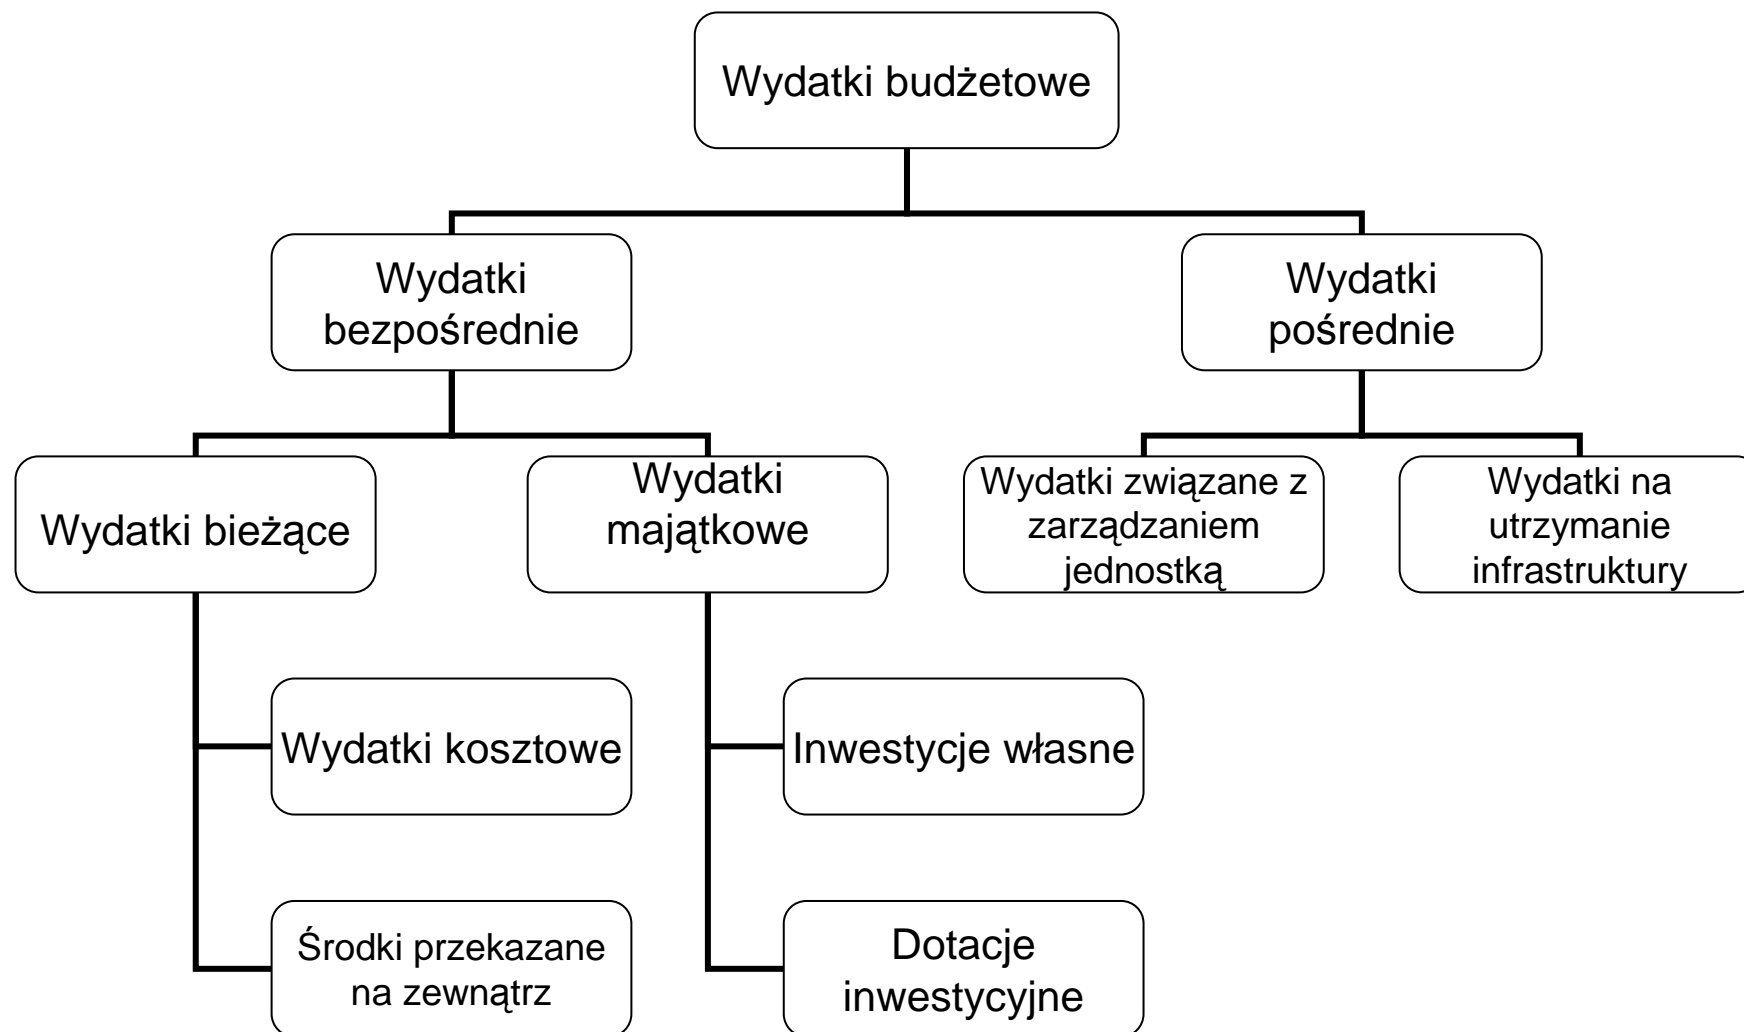 Wydatki budżetowe
Wydatki
bezpośrednie
Wydatki
pośrednie
Wydatki bieżące
Wydatki
majątkowe
Wydatki związane z
zarządzaniem
jednostką
Wydatki na
utrzymanie
infrastruktury
Wydatki kosztowe
Inwestycje własne
Środki przekazane
na zewnątrz
Dotacje
inwestycyjne